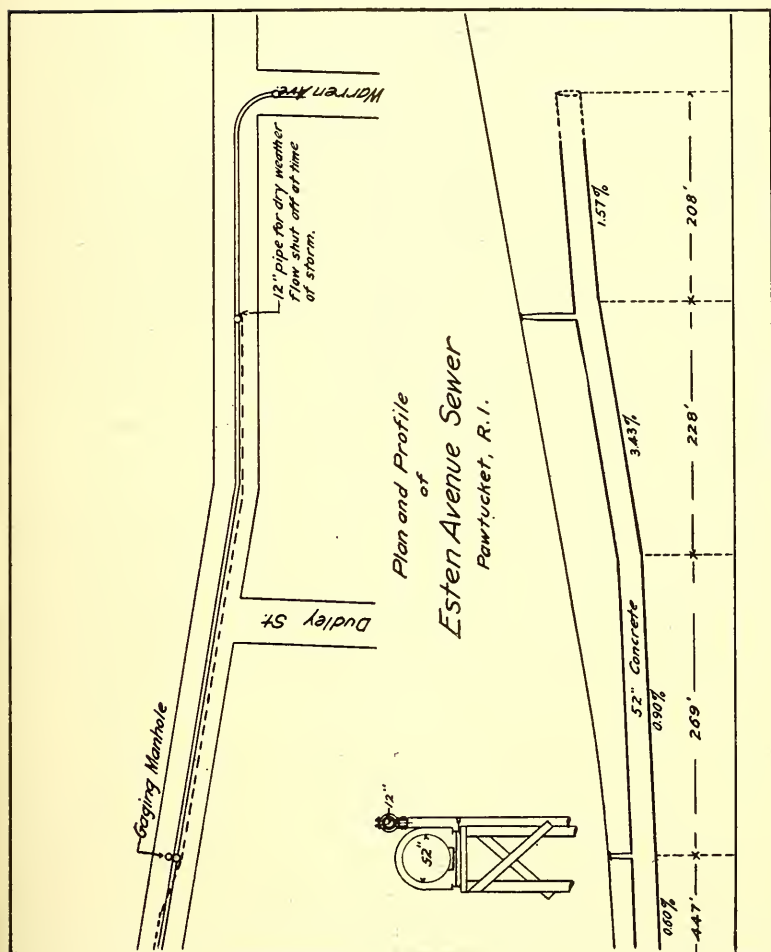 Gaging Manhole
Dudley St.
Warren Ave.
12" pipe for dry weather
flow shut off at time
of storm.
Plan and Profile
of
Esten Avenue Sewer
Pawtucket, R.I.
12"
52"
52" Concrete
0.60%
0.90%
3.43%
1.57%
447'
269'
228'
208'